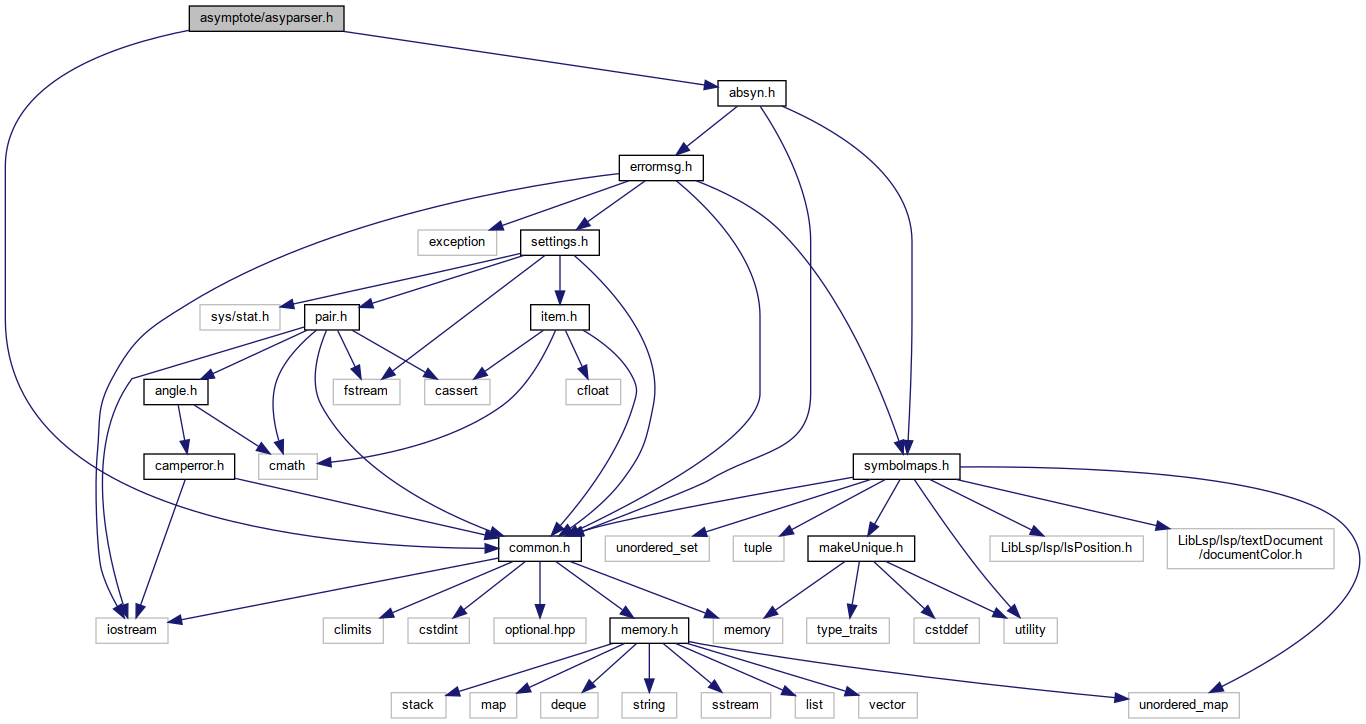 asymptote/asyparser.h
absyn.h
errormsg.h
exception
settings.h
sys/stat.h
pair.h
item.h
angle.h
fstream
cassert
cfloat
camperror.h
cmath
symbolmaps.h
common.h
unordered_set
tuple
makeUnique.h
LibLsp/lsp/lsPosition.h
LibLsp/lsp/textDocument
/documentColor.h
iostream
climits
cstdint
optional.hpp
memory.h
memory
type_traits
cstddef
utility
stack
map
deque
string
sstream
list
vector
unordered_map